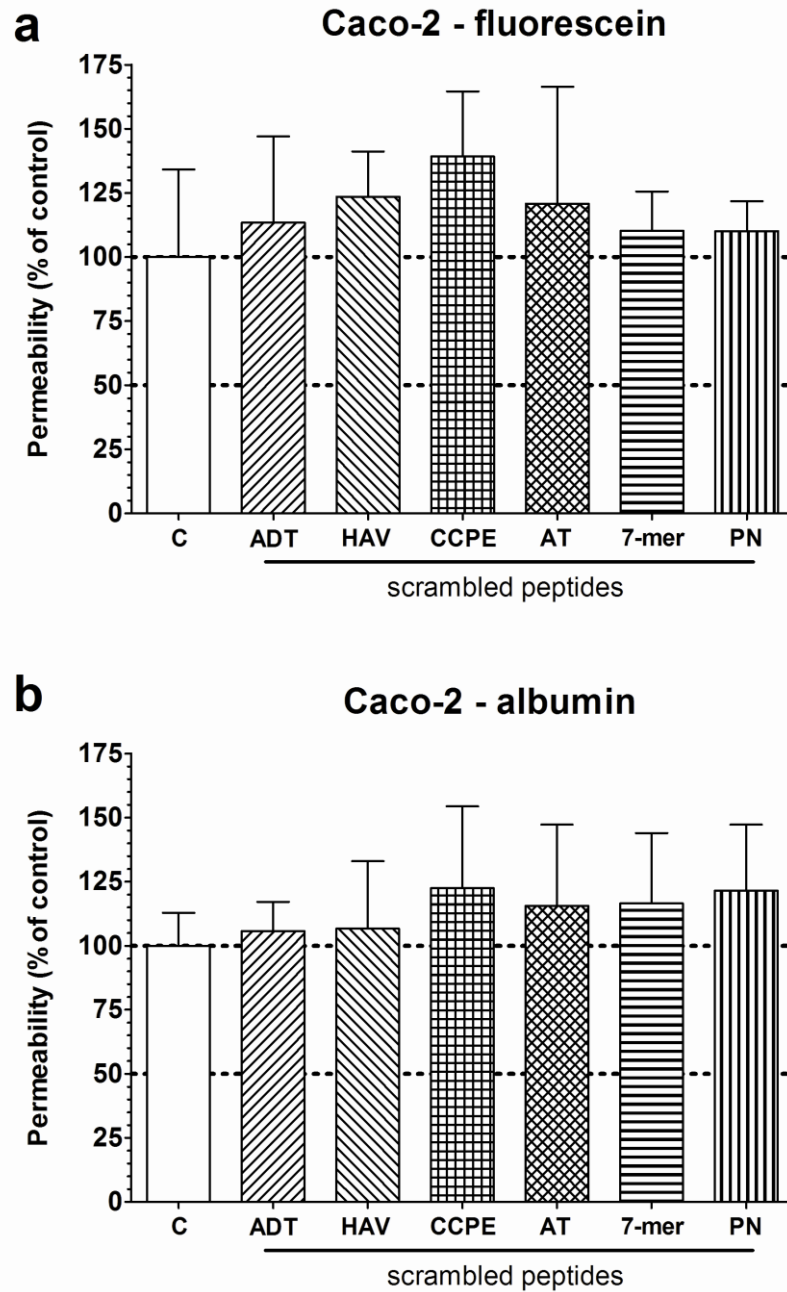 a
Caco-2 - fluorescein
Permeability (% of control)
175
150
125
100
75
50
25
0
C ADT HAV CCPE AT 7-mer PN
scrambled peptides
b
Caco-2 - albumin
Permeability (% of control)
175
150
125
100
75
50
25
0
C ADT HAV CCPE AT 7-mer PN
scrambled peptides